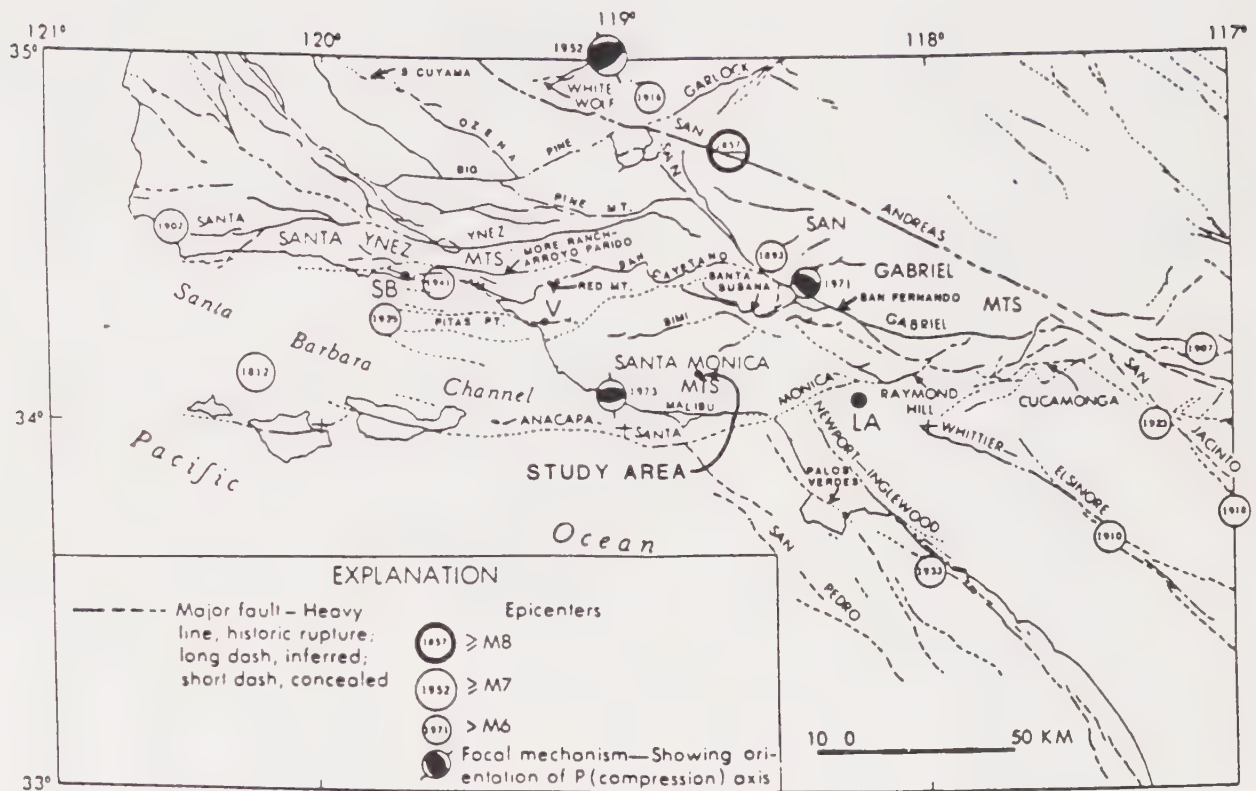 121°
120°
119°
118°
117°
35°
1952
S CUYAMA
WHITE
WOLF
1916
GARLOCK
OZENA
PINE
BIG
SAN
SAN
1857
PINE MT.
ANDREAS
1902
SANTA
YNEZ
SANTA YNEZ
MTS
MORE RANCH-
ARROYO PARIDO
SAN
CAYETANO
SAN
1893
GABRIEL
MTS
SANTA
SUSANA
1971
SAN FERNANDO
GABRIEL
RED MT.
SB
1941
V
1925
PITAS PT.
SIMI
Santa
Barbara
Channel
1812
SANTA MONICA
MTS
1973
MALIBU
MONICA
RAYMOND
HILL
CUCAMONGA
SAN
1907
1923
JACINTO
1918
34°
ANACAPA
SANTA
LA
WHITTIER
ELSINORE
1910
NEWPORT-INGLEWOOD
PALOS
VERDES
1933
STUDY AREA
Pacific
Ocean
SAN
PEDRO
EXPLANATION
Major fault – Heavy
line, historic rupture;
long dash, inferred;
short dash, concealed
Epicenters
1857 ≥ M8
1952 ≥ M7
1971 > M6
Focal mechanism—Showing ori-
entation of P (compression) axis
10 0 50 KM
33°